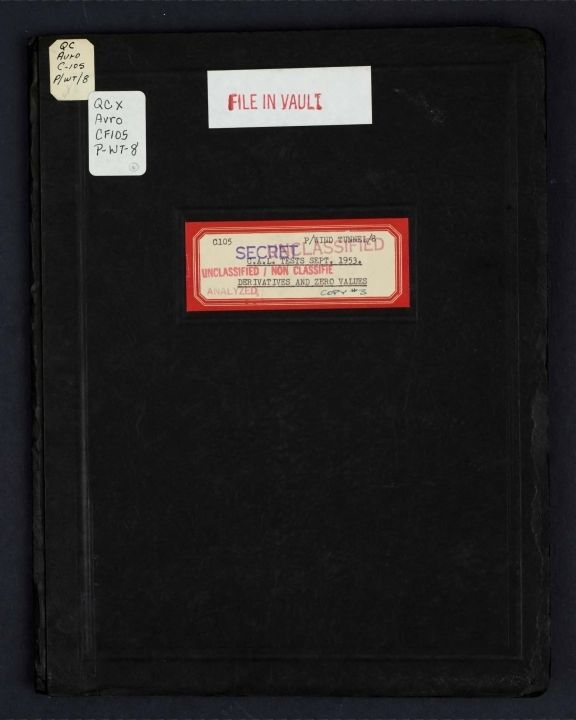 QC
Avro
C-105
P/WT/8
QCX
Avro
CF105
P-WT-8
FILE IN VAULT
C105 P/WIND TUNNEL/8
SECRET UNCLASSIFIED
C.A.L. TESTS SEPT. 1953.
UNCLASSIFIED / NON CLASSIFIE
DERIVATIVES AND ZERO VALUES
ANALYZED
COPY # 3